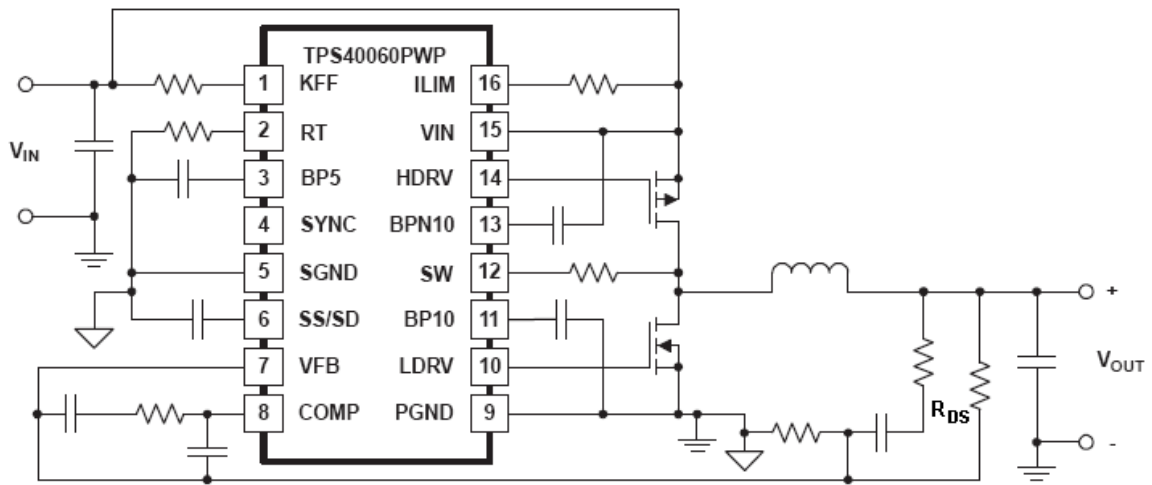 TPS40060PWP
1 KFF ILIM 16
2 RT VIN 15
3 BP5 HDRV 14
4 SYNC BPN10 13
5 SGND SW 12
6 SS/SD BP10 11
7 VFB LDRV 10
8 COMP PGND 9
VIN
+
VOUT
-
RDS